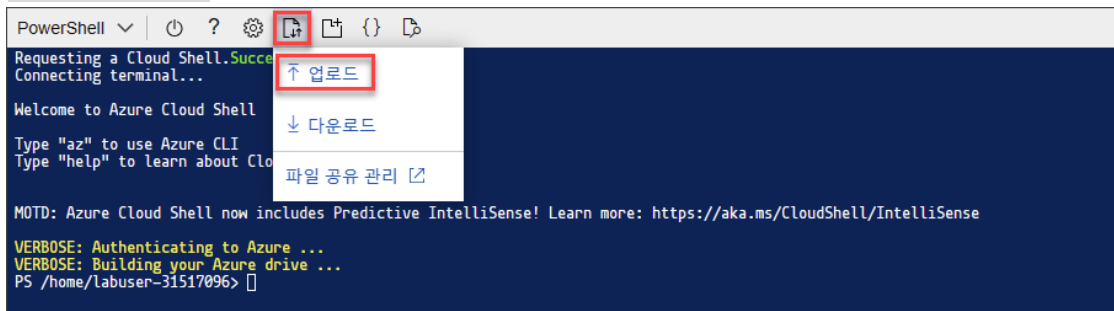 PowerShell
?
{}
Requesting a Cloud Shell.Succe
Connecting terminal...
업로드
Welcome to Azure Cloud Shell
다운로드
Type "az" to use Azure CLI
Type "help" to learn about Clo
파일 공유 관리
MOTD: Azure Cloud Shell now includes Predictive IntelliSense! Learn more: https://aka.ms/CloudShell/IntelliSense
VERBOSE: Authenticating to Azure ...
VERBOSE: Building your Azure drive ...
PS /home/labuser-31517096>